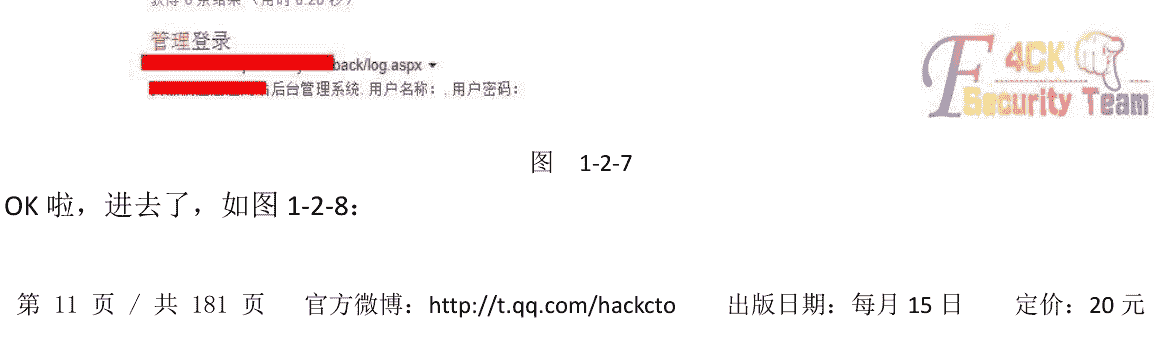 管理登录
back/log.aspx
后台管理系统. 用户名称: , 用户密码:
F 4CK
Security Team
图 1-2-7
OK 啦，进去了，如图 1-2-8：
第 11 页 / 共 181 页 官方微博：http://t.qq.com/hackcto 出版日期：每月 15 日 定价：20 元